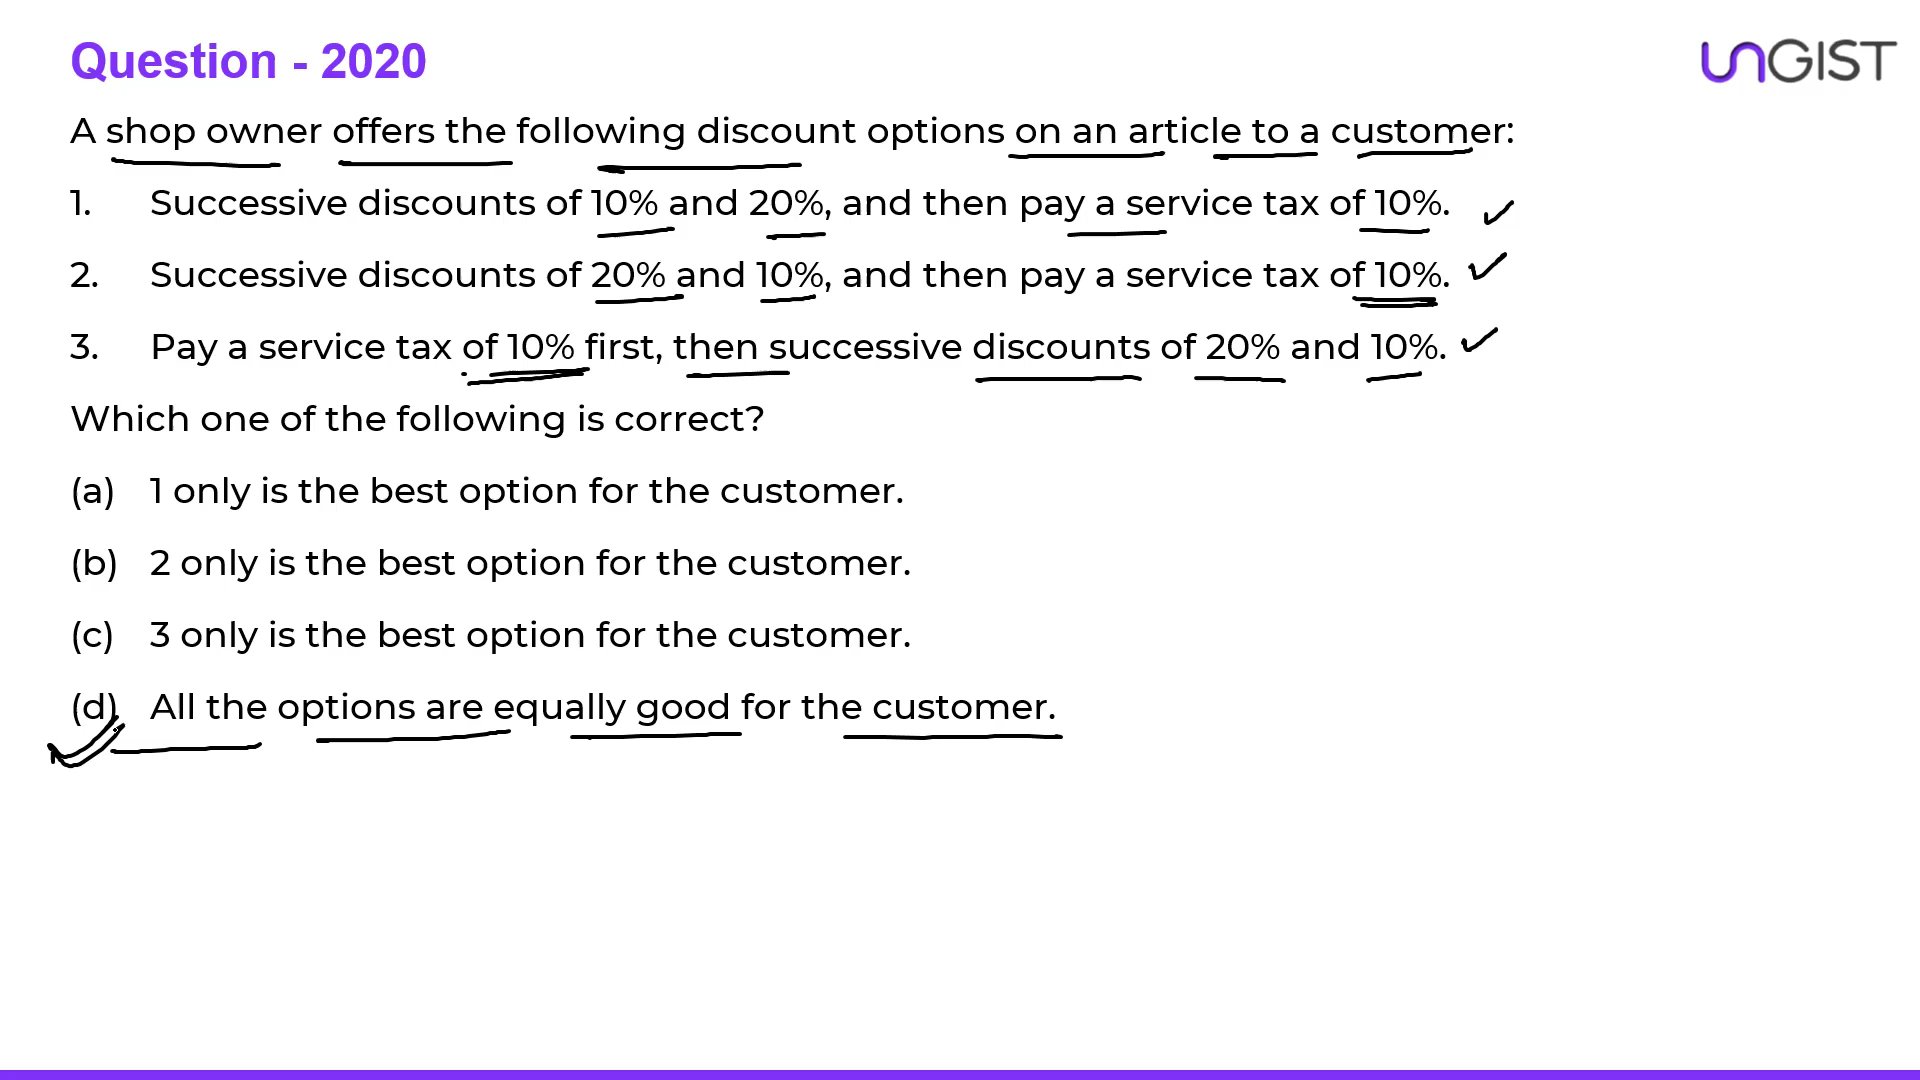 Question - 2020
UNGIST
A shop owner offers the following discount options on an article to a customer:
1. Successive discounts of 10% and 20%, and then pay a service tax of 10%.
2. Successive discounts of 20% and 10%, and then pay a service tax of 10%.
3. Pay a service tax of 10% first, then successive discounts of 20% and 10%.
Which one of the following is correct?
(a) 1 only is the best option for the customer.
(b) 2 only is the best option for the customer.
(c) 3 only is the best option for the customer.
(d) All the options are equally good for the customer.